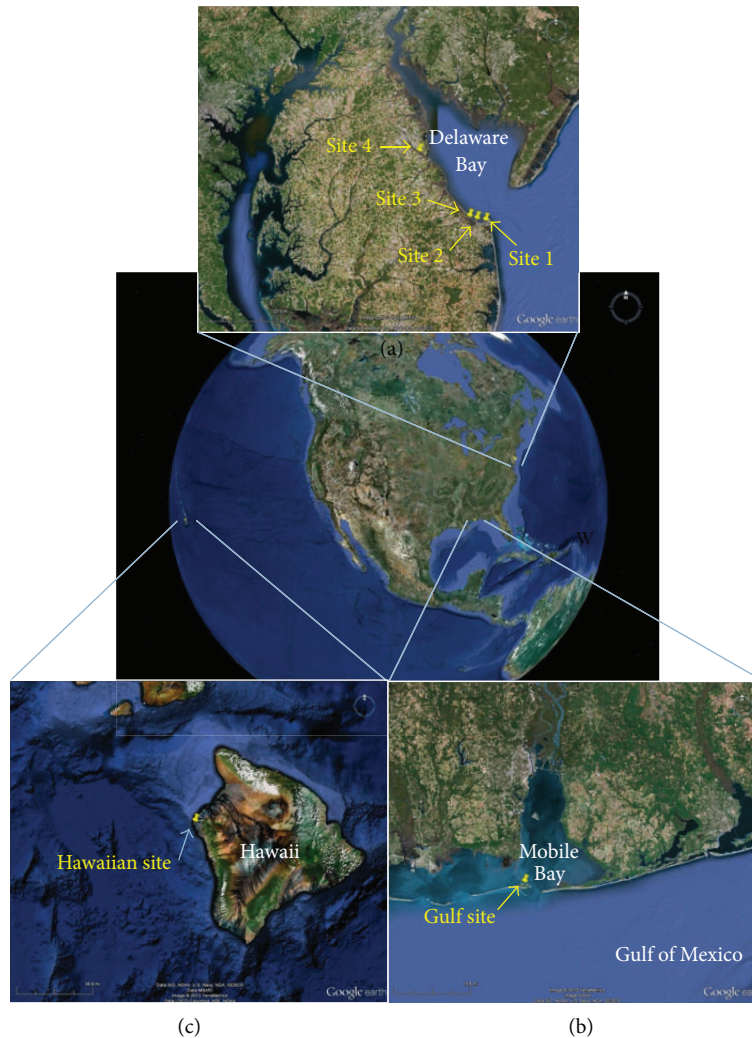 Delaware
Bay
Site 4
Site 3
Site 2
Site 1
Google earth
(a)
N
W
Hawaiian site
Hawaii
Google earth
(c)
Mobile
Bay
Gulf site
Gulf of Mexico
Google earth
(b)